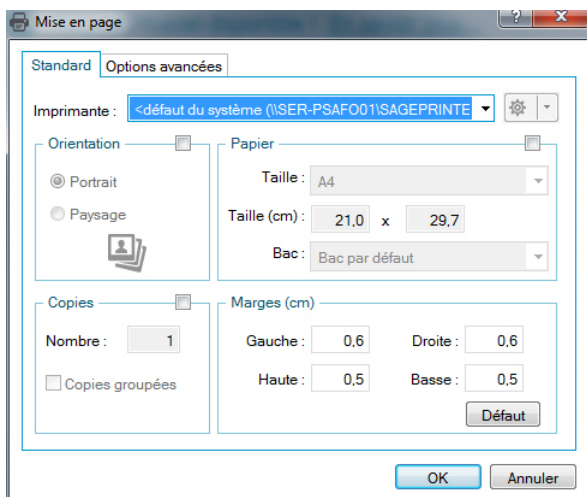 Mise en page
Standard
Options avancées
Imprimante :
<défaut du système (\\SER-PSAFO01\SAGEPRINTE
Orientation
Portrait
Paysage
Papier
Taille : A4
Taille (cm) : 21,0 x 29,7
Bac : Bac par défaut
Copies
Nombre : 1
Copies groupées
Marges (cm)
Gauche : 0,6 Droite : 0,6
Haute : 0,5 Basse : 0,5
Défaut
OK
Annuler